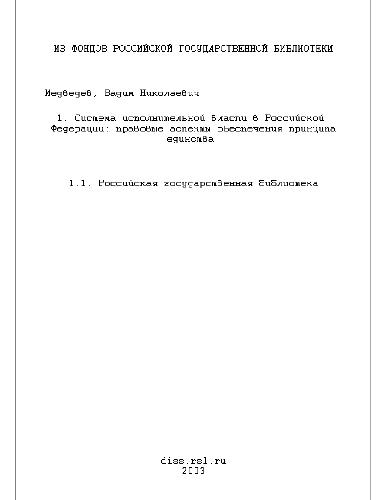 ИЗ ФОНДОВ РОССИЙСКОЙ ГОСУДАРСТВЕННОЙ БИБЛИОТЕКИ
Медведев, Вадим Николаевич
1. Система исполнительной власти в Российской
Федерации: правовые аспекты обеспечения принципа
единства
1.1. Российская государственная библиотека
diss.rsl.ru
2003